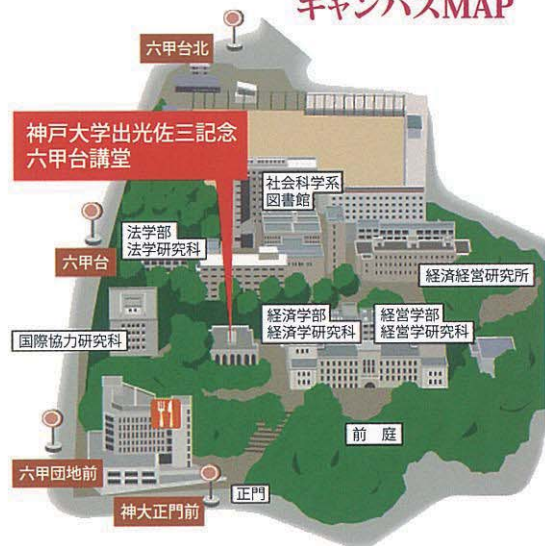 キャンパスMAP
六甲台北
神戸大学出光佐三記念
六甲台講堂
社会科学系
図書館
法学部
法学研究科
六甲台
経済経営研究所
経済学部
経済学研究科
経営学部
経営学研究科
国際協力研究科
前 庭
六甲団地前
正門
神大正門前